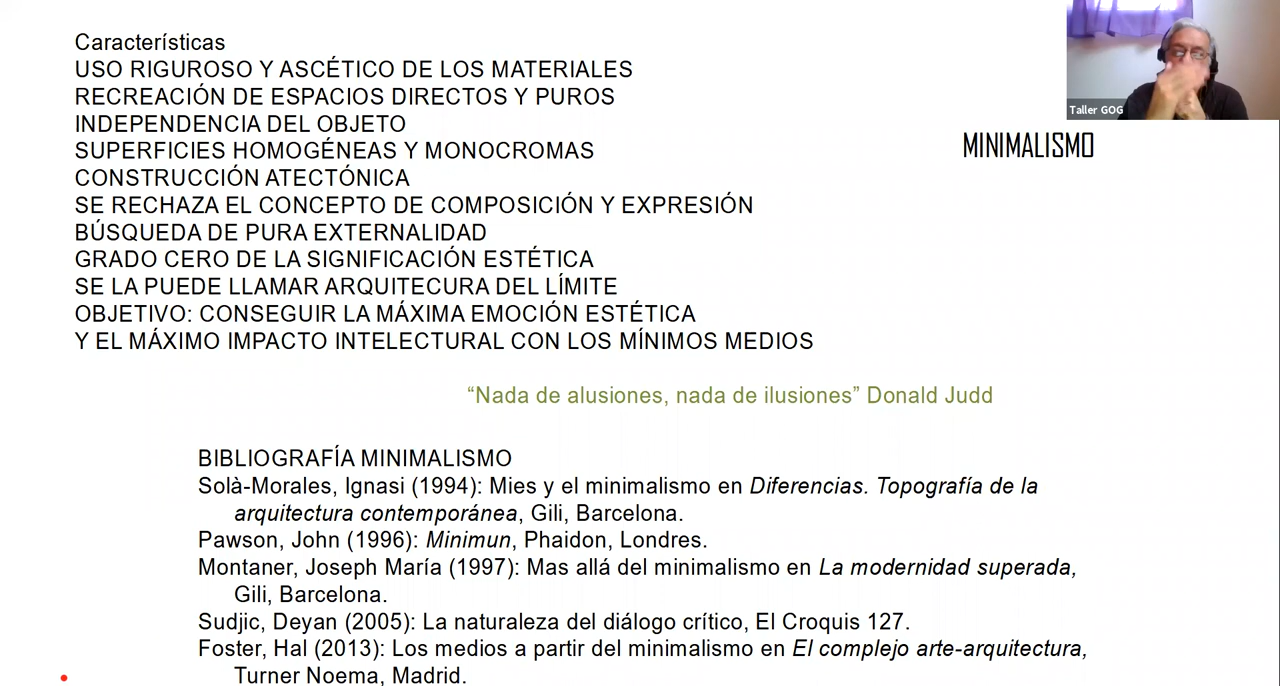 Características
USO RIGUROSO Y ASCÉTICO DE LOS MATERIALES
RECREACIÓN DE ESPACIOS DIRECTOS Y PUROS
INDEPENDENCIA DEL OBJETO
SUPERFICIES HOMOGÉNEAS Y MONOCROMAS
CONSTRUCCIÓN ATECTÓNICA
SE RECHAZA EL CONCEPTO DE COMPOSICIÓN Y EXPRESIÓN
BÚSQUEDA DE PURA EXTERNALIDAD
GRADO CERO DE LA SIGNIFICACIÓN ESTÉTICA
SE LA PUEDE LLAMAR ARQUITECURA DEL LÍMITE
OBJETIVO: CONSEGUIR LA MÁXIMA EMOCIÓN ESTÉTICA
Y EL MÁXIMO IMPACTO INTELECTURAL CON LOS MÍNIMOS MEDIOS
Taller GOG
MINIMALISMO
“Nada de alusiones, nada de ilusiones” Donald Judd
BIBLIOGRAFÍA MINIMALISMO
Solà-Morales, Ignasi (1994): Mies y el minimalismo en Diferencias. Topografía de la
arquitectura contemporánea, Gili, Barcelona.
Pawson, John (1996): Minimun, Phaidon, Londres.
Montaner, Joseph María (1997): Mas allá del minimalismo en La modernidad superada,
Gili, Barcelona.
Sudjic, Deyan (2005): La naturaleza del diálogo crítico, El Croquis 127.
Foster, Hal (2013): Los medios a partir del minimalismo en El complejo arte-arquitectura,
Turner Noema, Madrid.